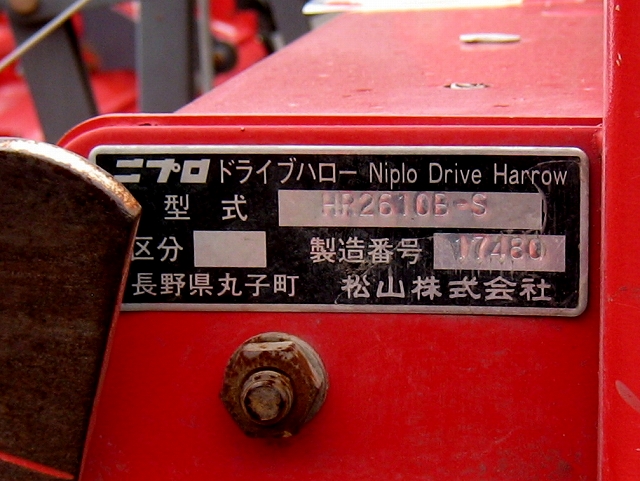 ニプロ ドライブハロー Niplo Drive Harrow
型式 HR2610B-S
区分 製造番号 17480
長野県丸子町 松山株式会社